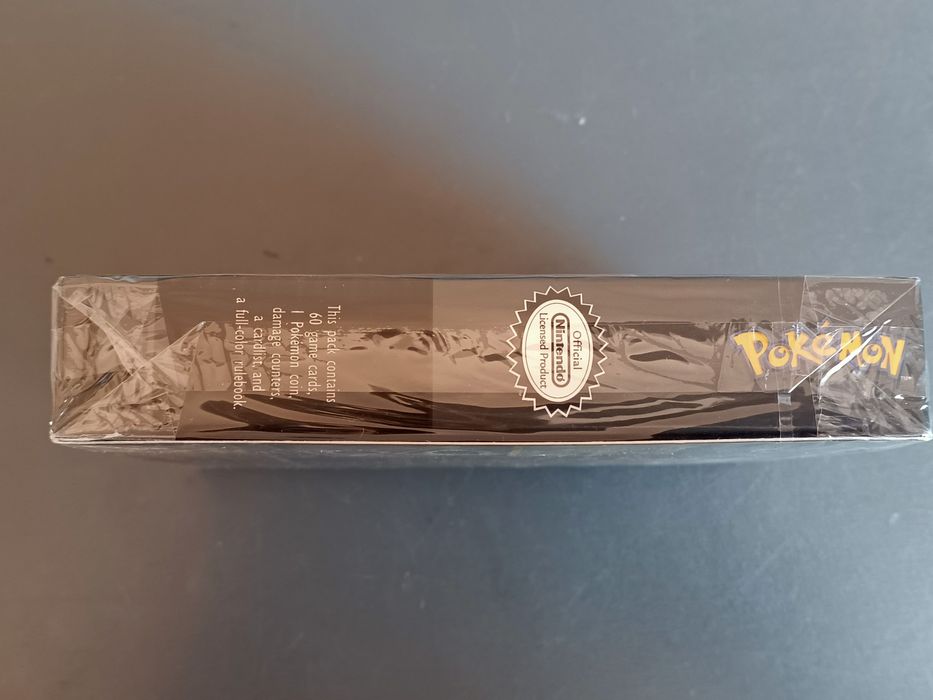 This pack contains
60 game cards,
1 Pokémon coin,
damage counters,
a cardlist, and
a full-color rulebook.
Official
Nintendo
Licensed Product
POKéMON